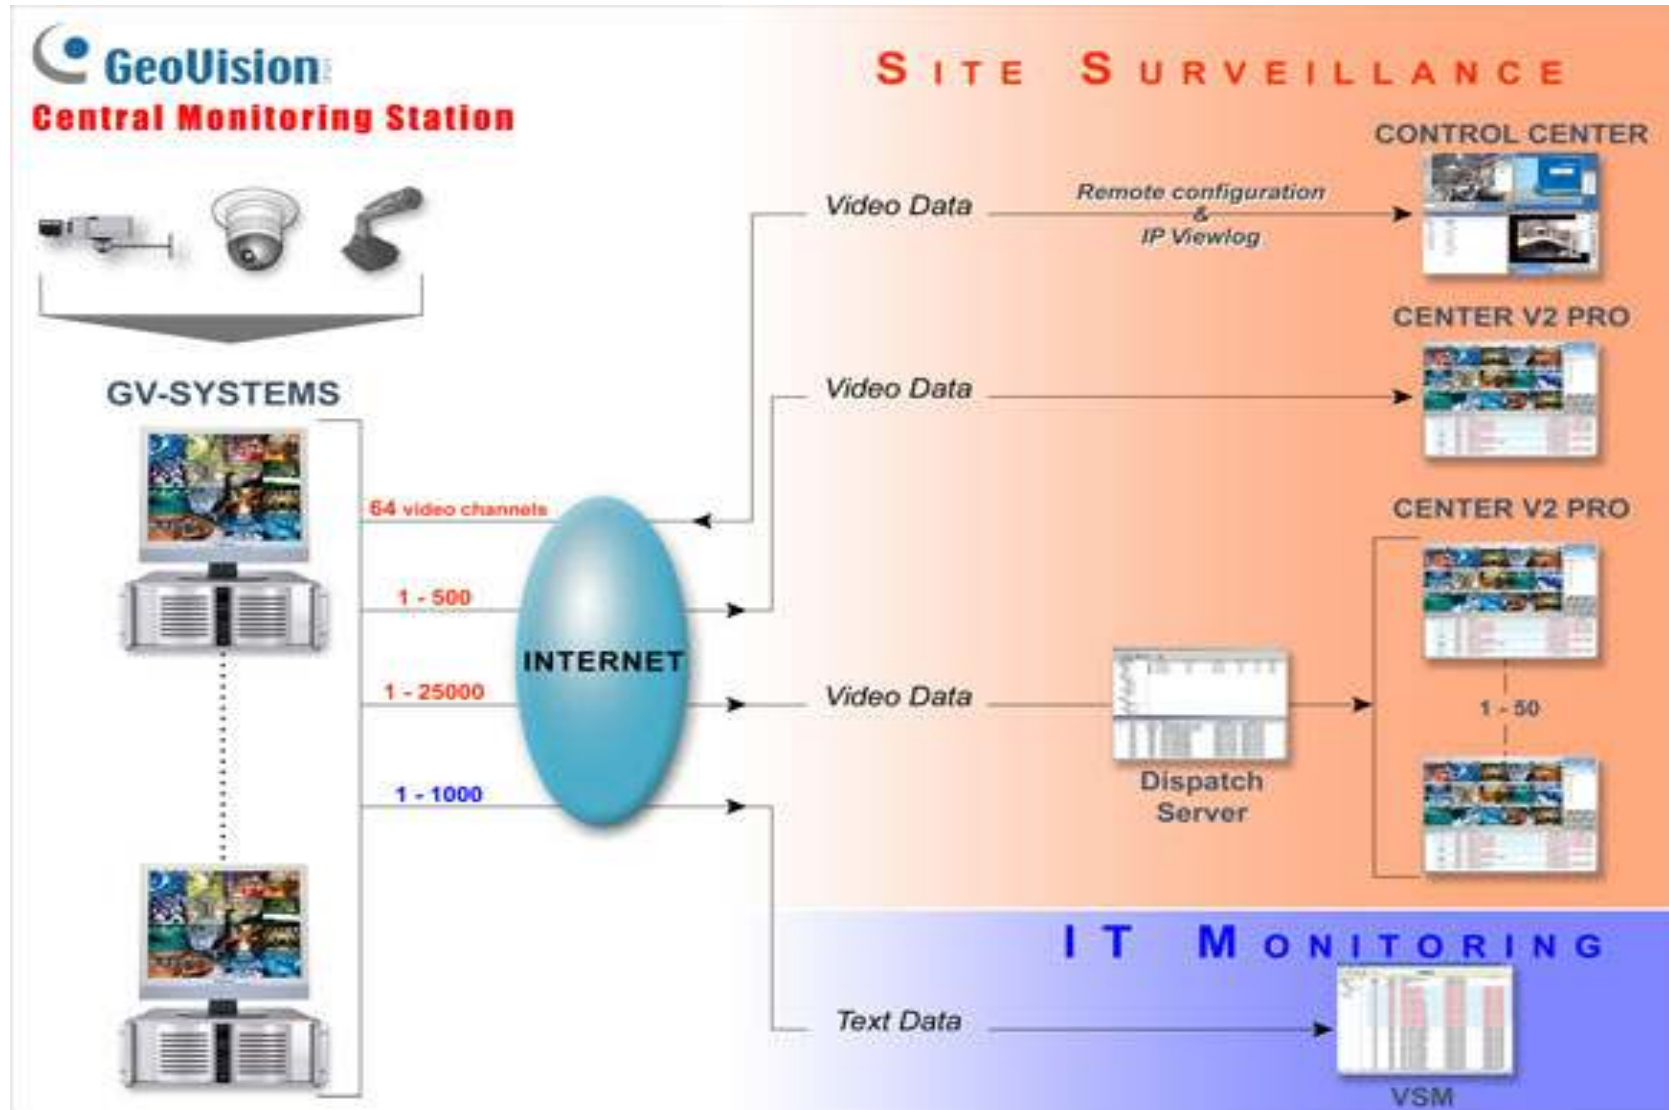 GeoVision
Central Monitoring Station
SITE SURVEILLANCE
CONTROL CENTER
Video Data
Remote configuration
&
IP Viewlog
CENTER V2 PRO
Video Data
GV-SYSTEMS
64 video channels
CENTER V2 PRO
1 - 500
INTERNET
1 - 25000
Video Data
1 - 50
Dispatch
Server
1 - 1000
IT MONITORING
Text Data
VSM